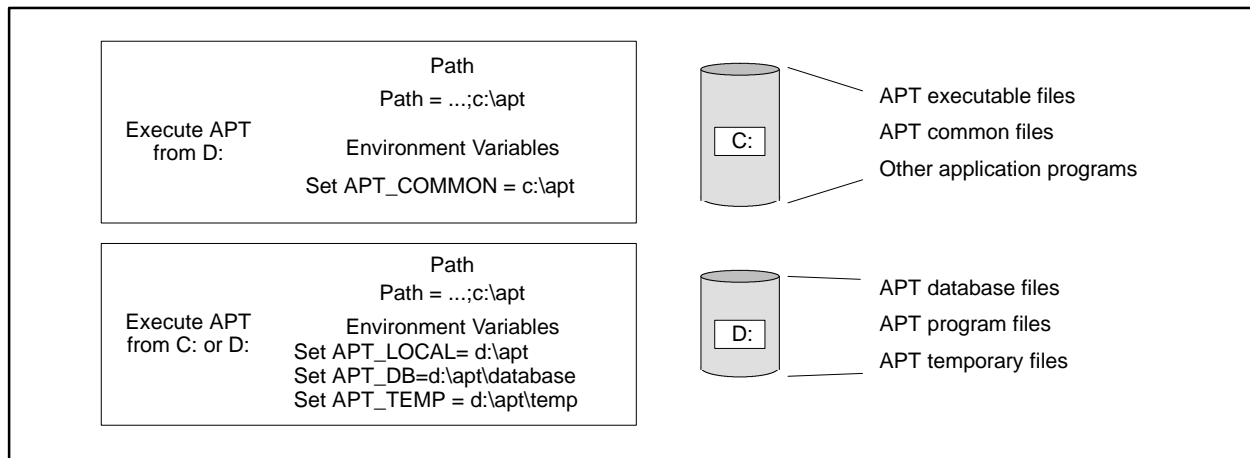 Path
Path = ...;c:\apt
Execute APT
from D:
Environment Variables
Set APT_COMMON = c:\apt
C:
APT executable files
APT common files
Other application programs
Path
Path = ...;c:\apt
Execute APT
from C: or D:
Environment Variables
Set APT_LOCAL= d:\apt
Set APT_DB=d:\apt\database
Set APT_TEMP = d:\apt\temp
D:
APT database files
APT program files
APT temporary files